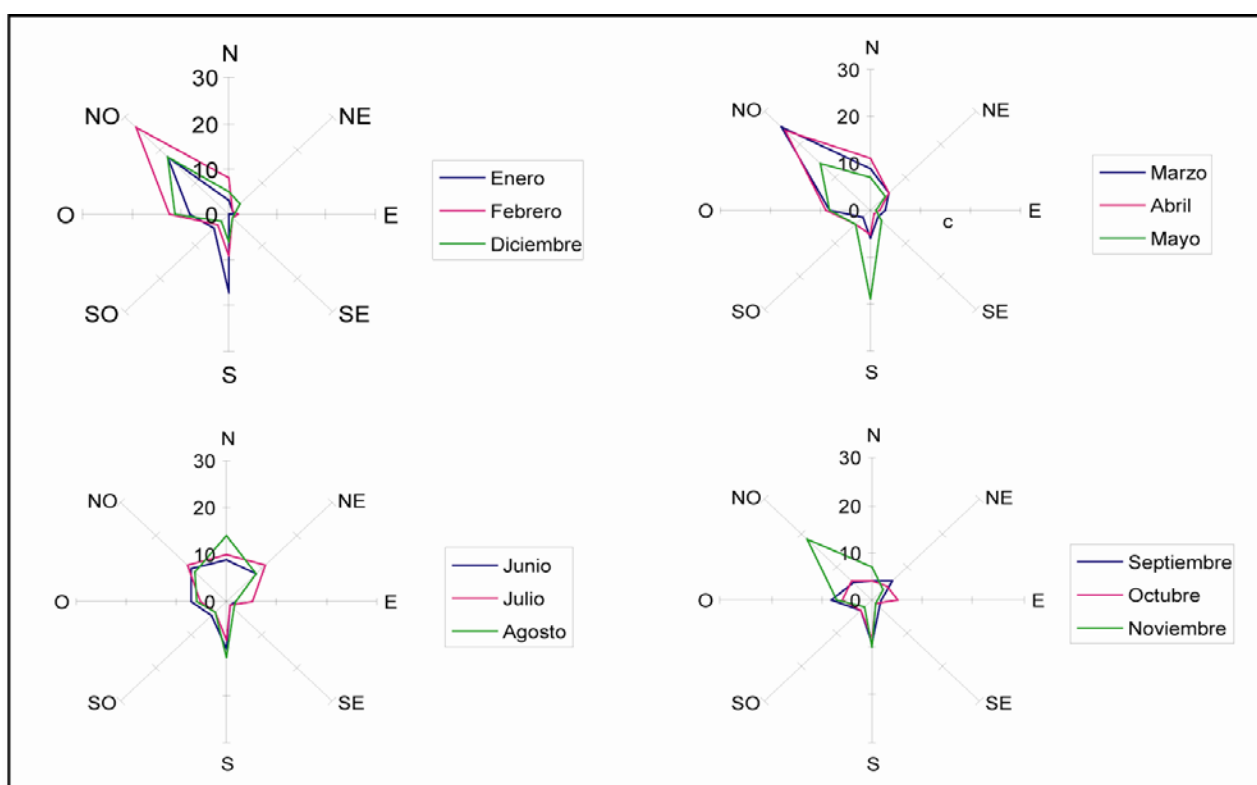 N
30
NO
NE
20
10
Enero
Febrero
Diciembre
O
0
E
SO
SE
S
N
30
NO
NE
20
10
Marzo
Abril
Mayo
O
0
c
E
SO
SE
S
N
30
NO
NE
20
10
Junio
Julio
Agosto
O
0
E
SO
SE
S
N
30
NO
NE
20
10
Septiembre
Octubre
Noviembre
O
0
E
SO
SE
S